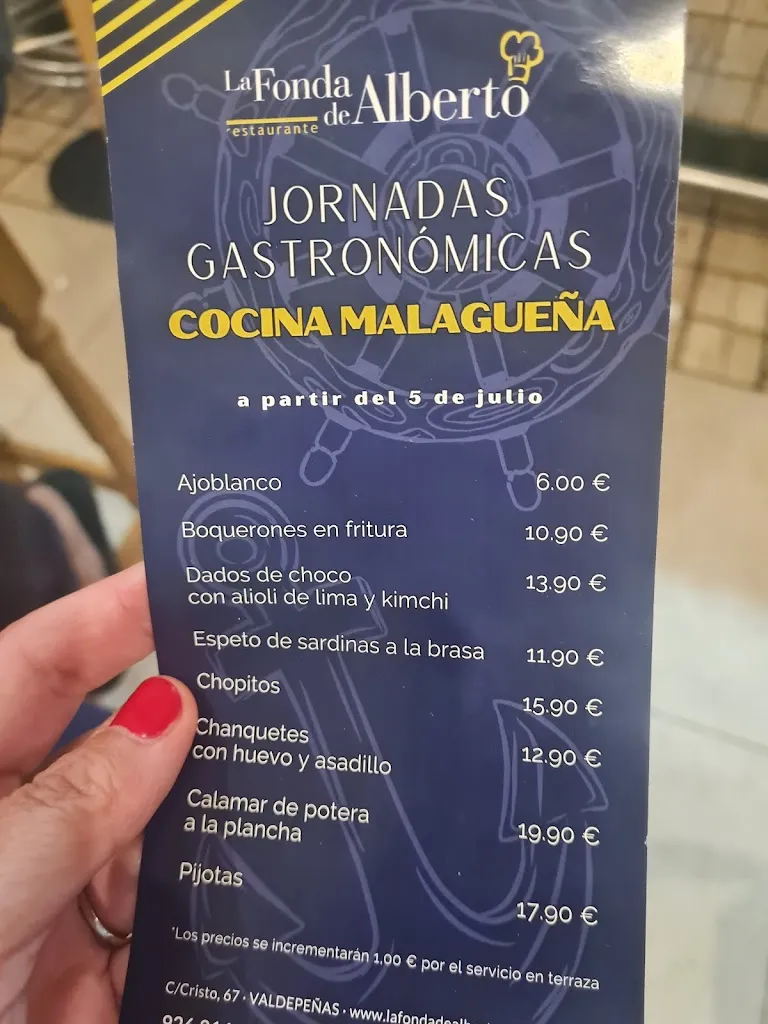 La Fonda de Alberto
restaurante
JORNADAS
GASTRONÓMICAS
COCINA MALAGUEÑA
a partir del 5 de julio
Ajoblanco 6.00 €
Boquerones en fritura 10.90 €
Dados de choco
con alioli de lima y kimchi 13.90 €
Espeto de sardinas a la brasa 11.90 €
Chopitos 15.90 €
Chanquetes
con huevo y asadillo 12.90 €
Calamar de potera
a la plancha 19.90 €
Pijotas 17.90 €
*Los precios se incrementarán 1,00 € por el servicio en terraza
C/Cristo, 67 · VALDEPEÑAS ·